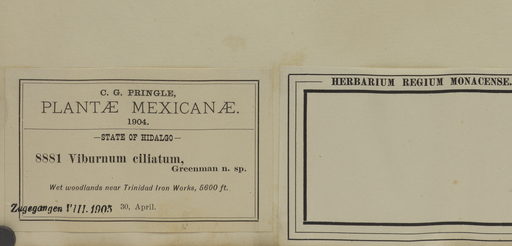 C. G. PRINGLE,
PLANTÆ MEXICANÆ.
1904.
—STATE OF HIDALGO—
8881 Viburnum ciliatum,
Greenman n. sp.
Wet woodlands near Trinidad Iron Works, 5600 ft.
Zugegangen VIII.1905 30, April.
HERBARIUM REGIUM MONACENSE.